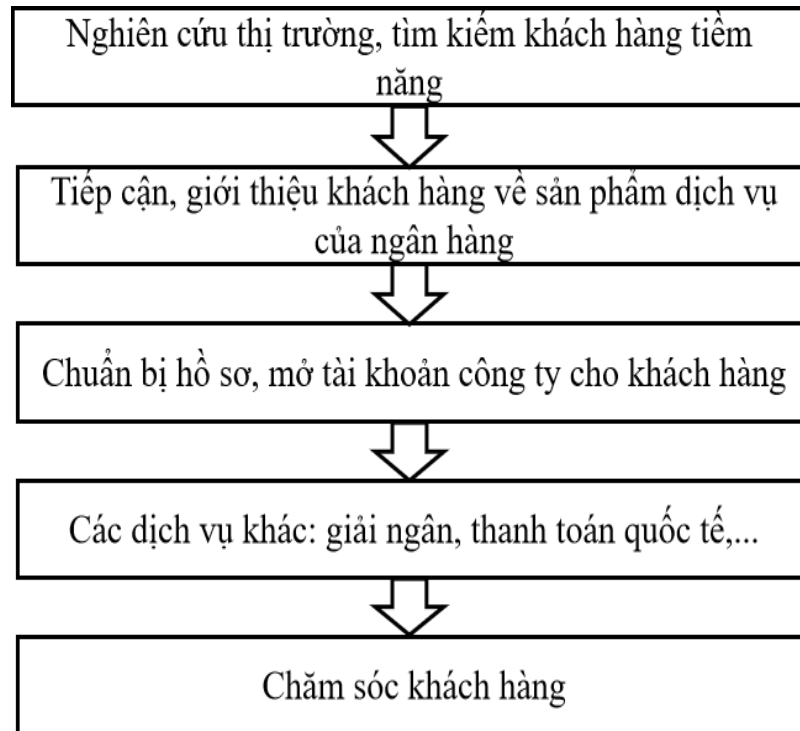 Nghiên cứu thị trường, tìm kiếm khách hàng tiềm
năng
Tiếp cận, giới thiệu khách hàng về sản phẩm dịch vụ
của ngân hàng
Chuẩn bị hồ sơ, mở tài khoản công ty cho khách hàng
Các dịch vụ khác: giải ngân, thanh toán quốc tế,...
Chăm sóc khách hàng